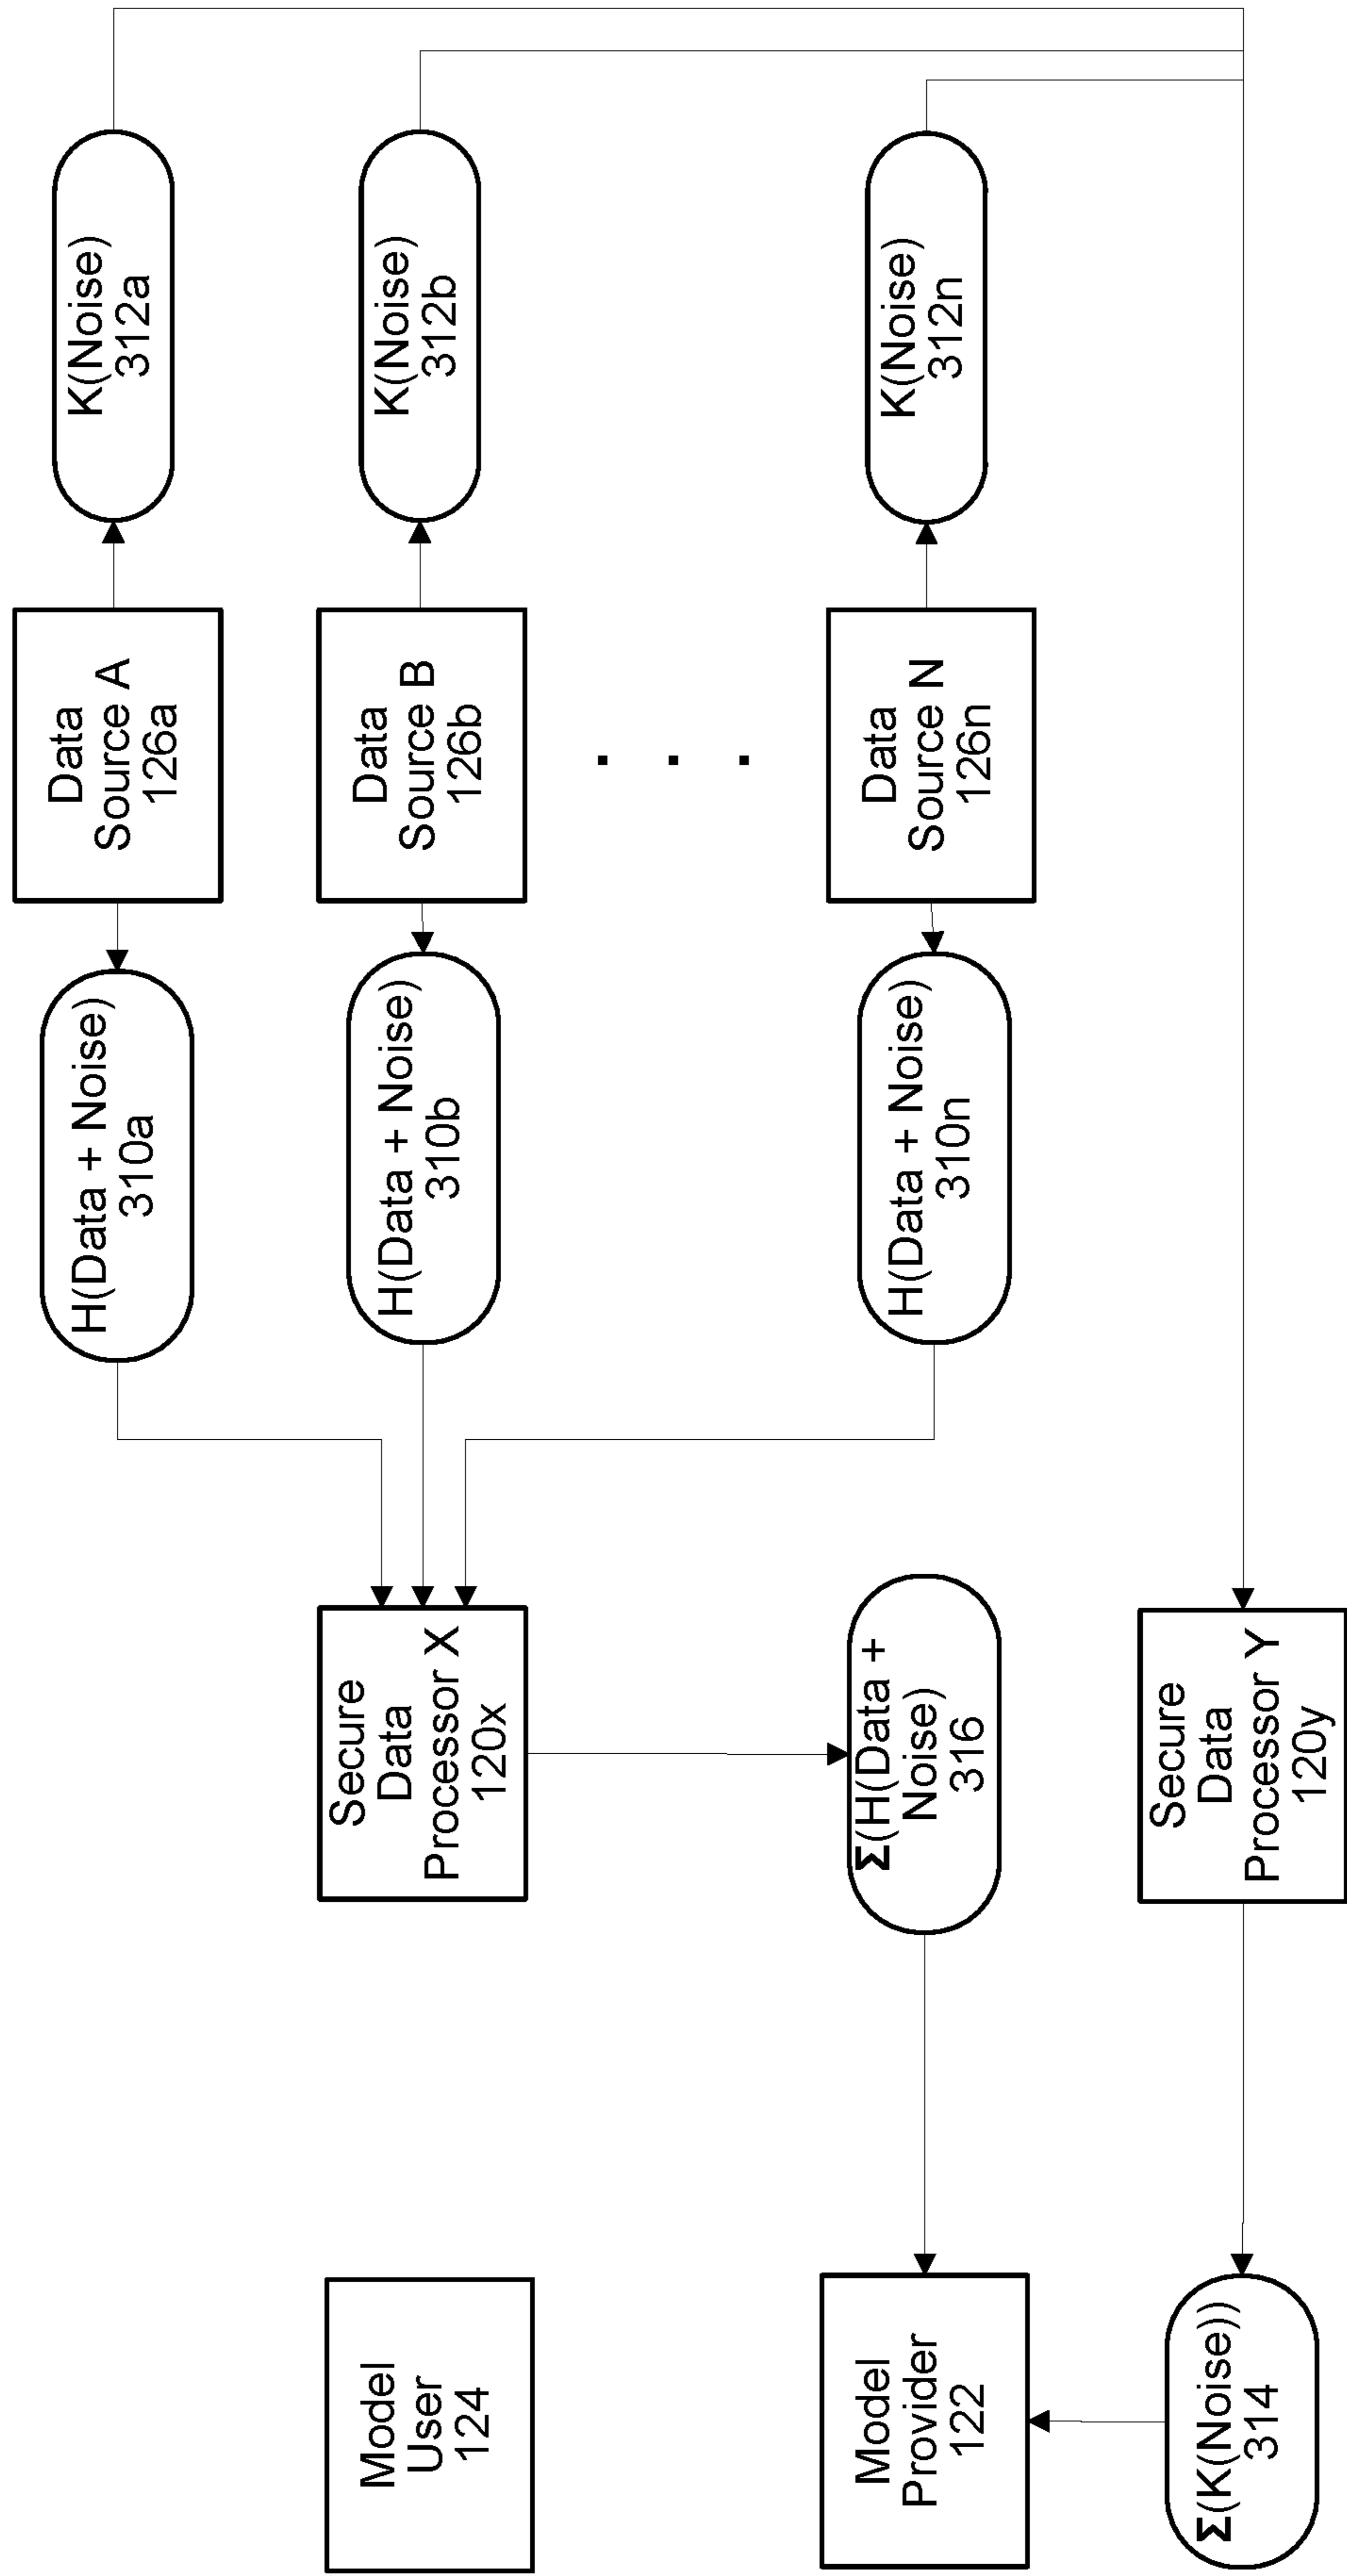 Model
User
124
Secure
Data
Processor X
120x
H(Data + Noise)
310a
Data
Source A
126a
K(Noise)
312a
H(Data + Noise)
310b
Data
Source B
126b
K(Noise)
312b
. . .
Model
Provider
122
Σ(H(Data +
Noise)
316
H(Data + Noise)
310n
Data
Source N
126n
K(Noise)
312n
Σ(K(Noise))
314
Secure
Data
Processor Y
120y